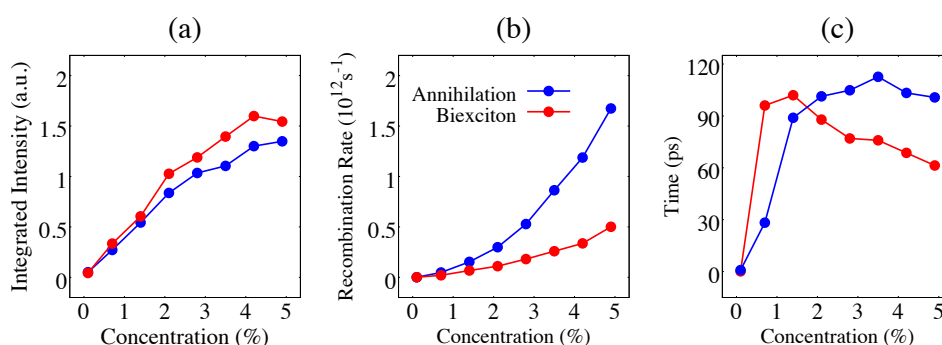 (a)
Integrated Intensity (a.u.)
2
1.5
1
0.5
0
0 1 2 3 4 5
Concentration (%)
(b)
Recombination Rate (10¹²s⁻¹)
2
1.5
1
0.5
0
Annihilation
Biexciton
0 1 2 3 4 5
Concentration (%)
(c)
Time (ps)
120
90
60
30
0
0 1 2 3 4 5
Concentration (%)